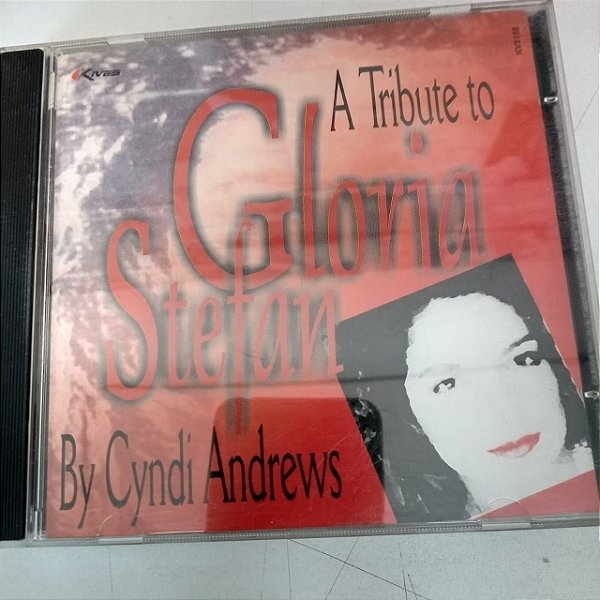 Kives
A Tribute to
Gloria
Stefan
By Cyndi Andrews